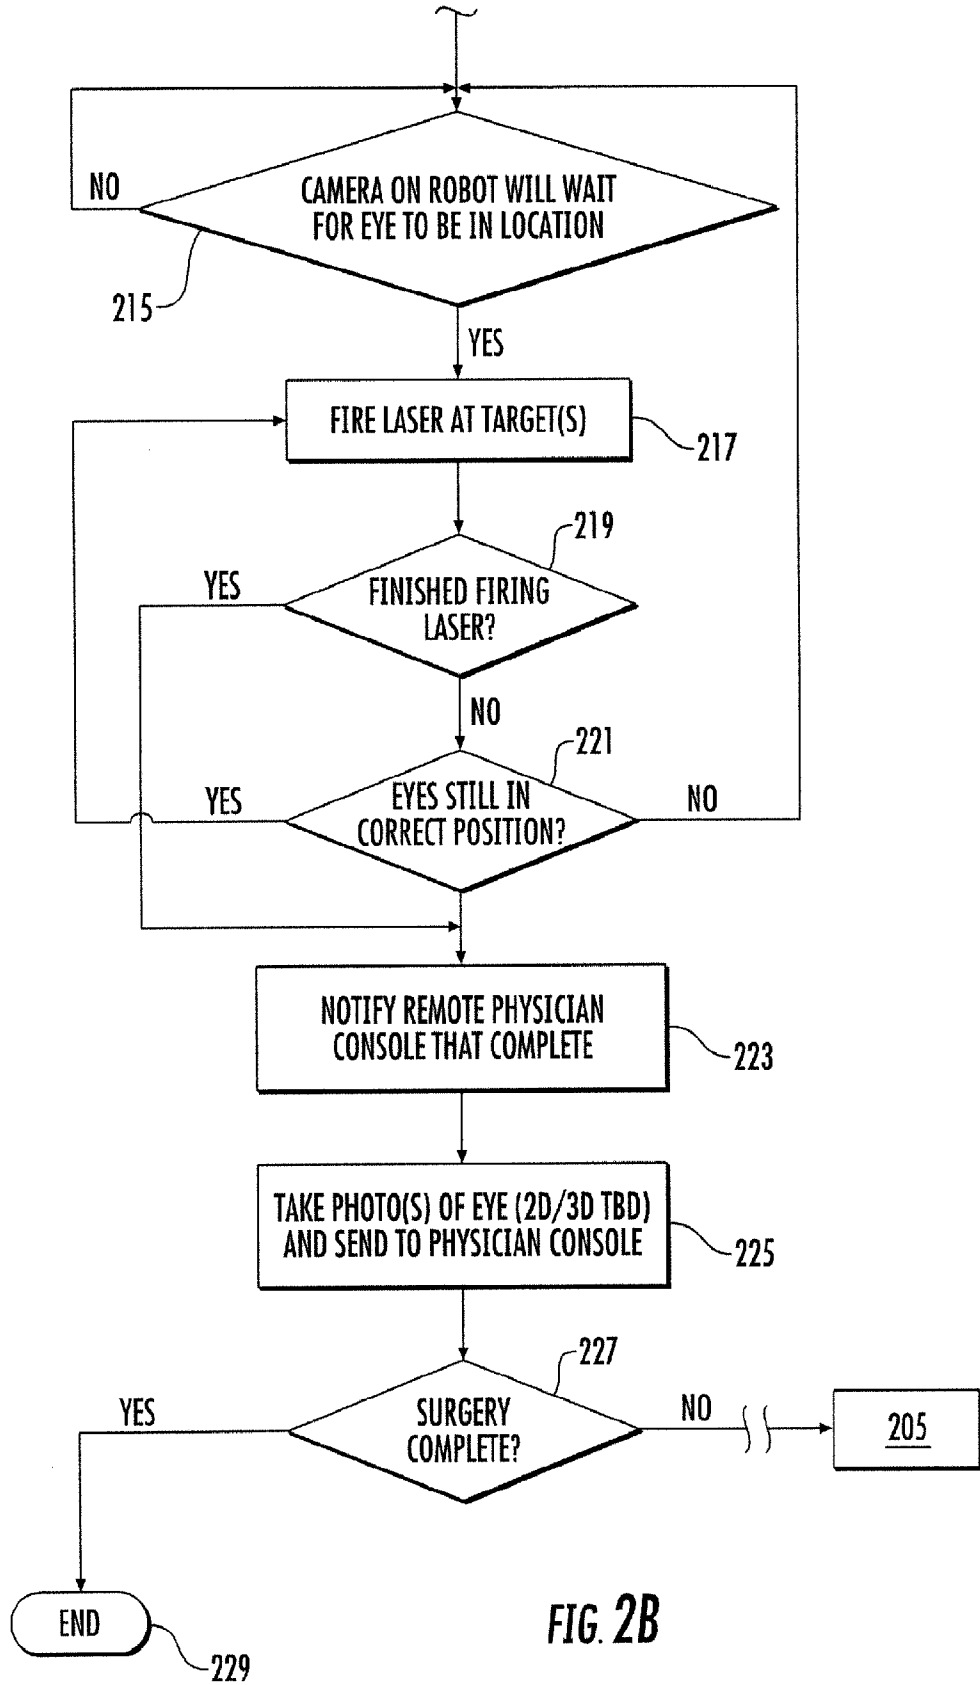 NO
CAMERA ON ROBOT WILL WAIT
FOR EYE TO BE IN LOCATION
215
YES
FIRE LASER AT TARGET(S)
217
219
YES
FINISHED FIRING
LASER?
NO
221
YES
EYES STILL IN
CORRECT POSITION?
NO
NOTIFY REMOTE PHYSICIAN
CONSOLE THAT COMPLETE
223
TAKE PHOTO(S) OF EYE (2D/3D TBD)
AND SEND TO PHYSICIAN CONSOLE
225
227
YES
SURGERY
COMPLETE?
NO
205
END
229
FIG. 2B